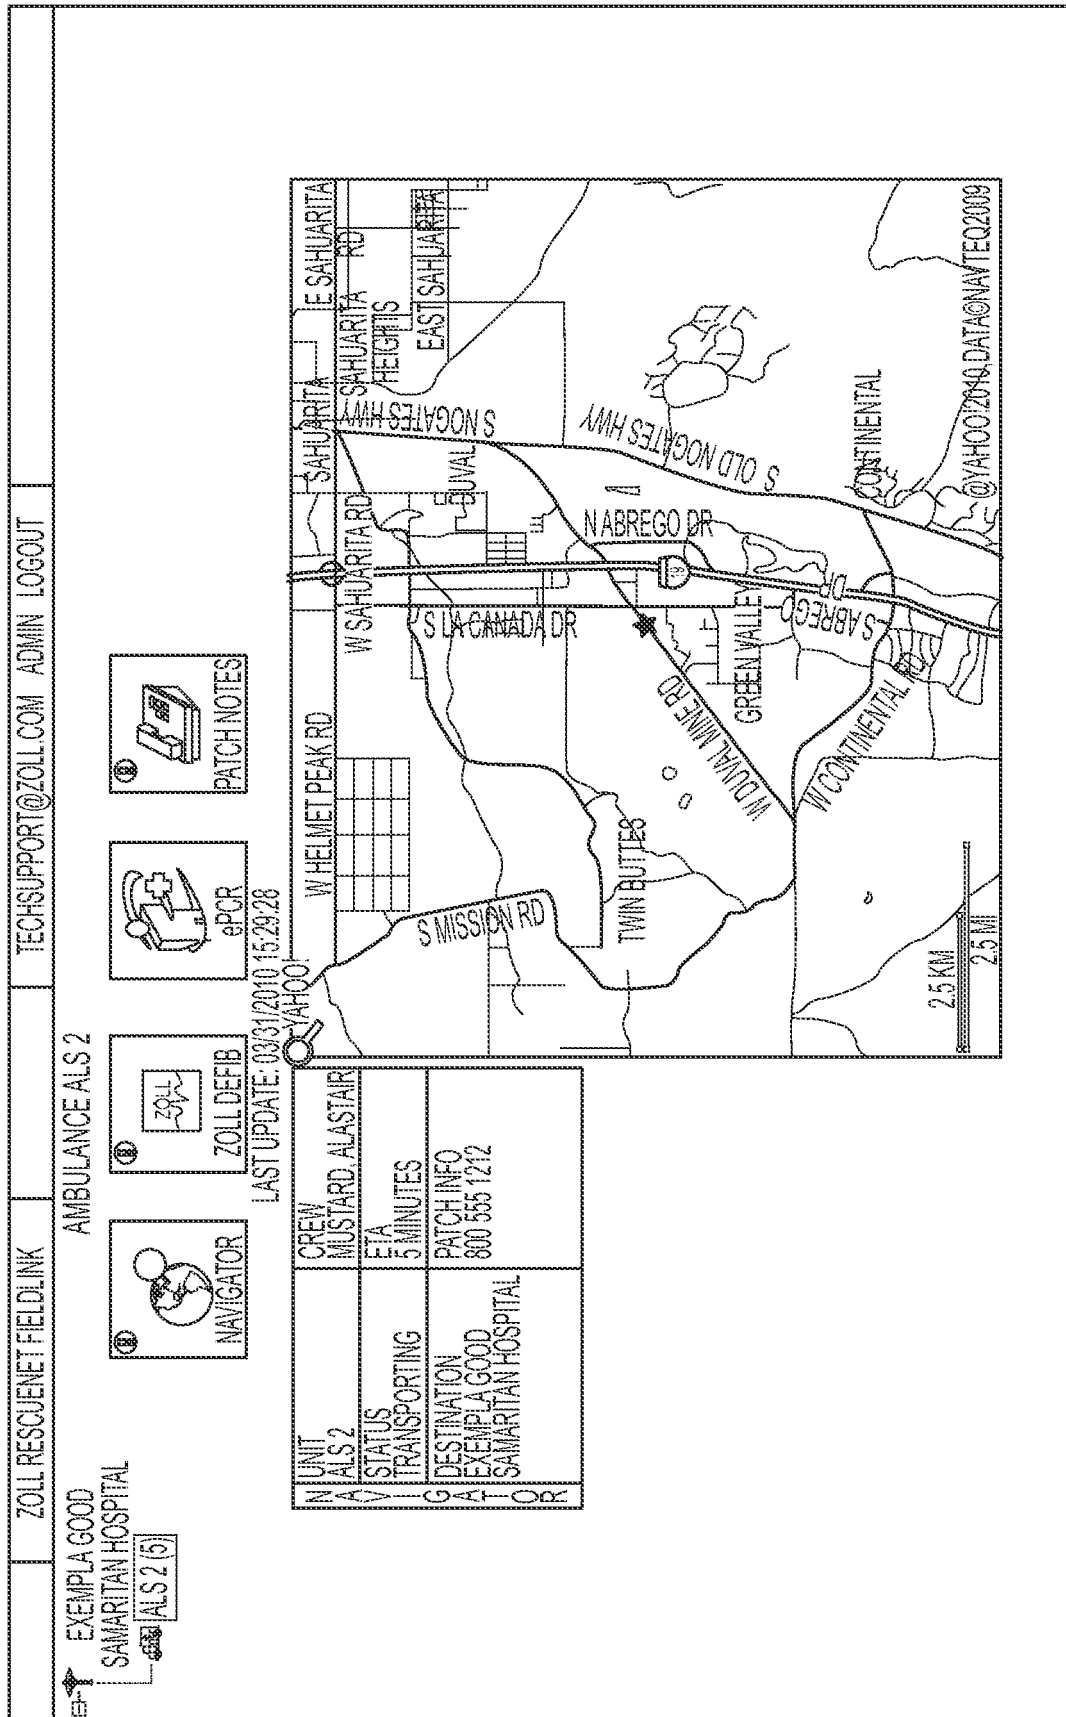 ZOLL RESCUENET FIELDLINK
TECHSUPPORT@ZOLL.COM ADMIN LOGOUT
EXEMPLA GOOD
SAMARITAN HOSPITAL
ALS 2 (5)
AMBULANCE ALS 2
NAVIGATOR
ZOLL
ZOLL DEFIB
ePCR
PATCH NOTES
LAST UPDATE: 03/31/2010 15:29:28
NAVIGATOR
UNIT
ALS 2
CREW
MUSTARD, ALASTAIR
STATUS
TRANSPORTING
ETA
5 MINUTES
DESTINATION
EXEMPLA GOOD
SAMARITAN HOSPITAL
PATCH INFO
800 555 1212
YAHOO!
W HELMET PEAK RD
W SAHUARITA RD
SAHUARITA
E SAHUARITA
RD
SAHUARITA
HEIGHTS
EAST SAHUARITA
S NOGATES HWY
DUVAL
S LA CANADA DR
S MISSION RD
N ABREGO DR
S OLD NOGATES HWY
19
TWIN BUTTES
W DUVAL MINE RD
GREEN VALLEY
S ABREGO DR
CONTINENTAL
W CONTINENTAL RD
2.5 KM
2.5 MI
@YAHOO!2010,DATA©NAVTEQ2009